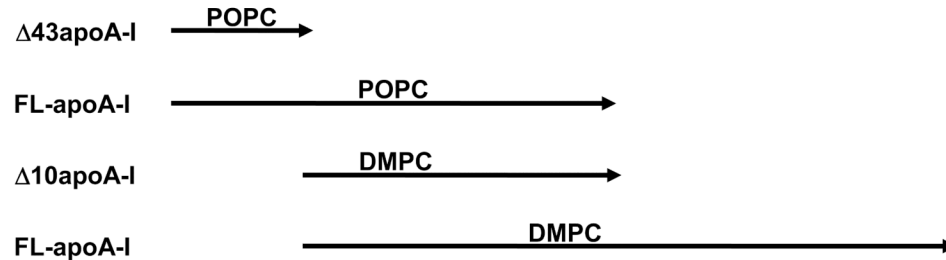 POPC
Δ43apoA-I
POPC
FL-apoA-I
DMPC
Δ10apoA-I
DMPC
FL-apoA-I